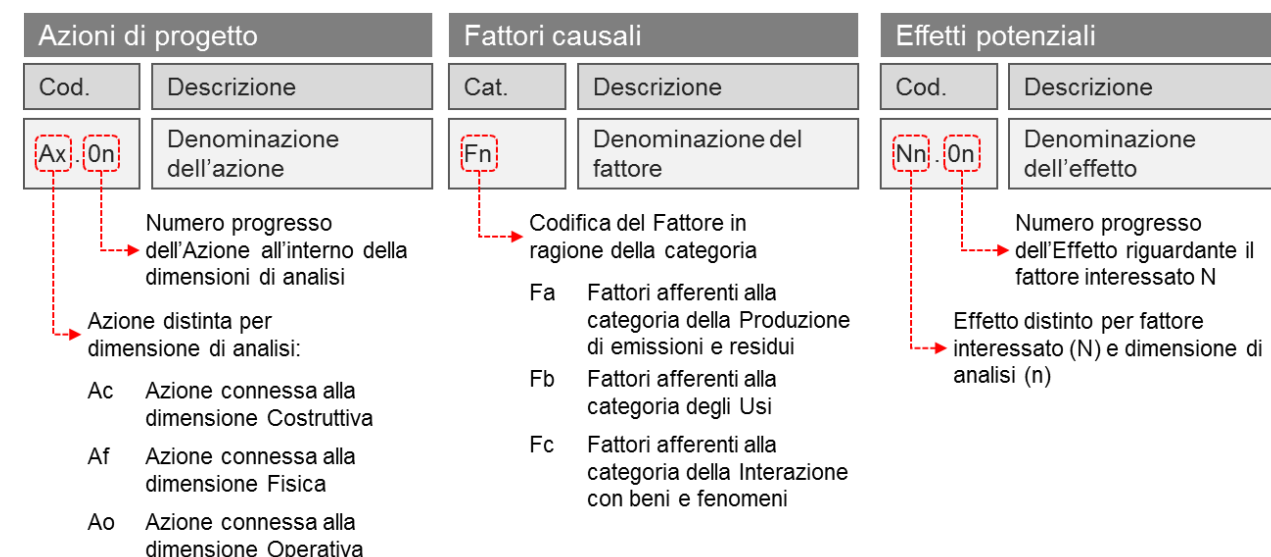 Azioni di progetto
Cod.
Descrizione
Ax . 0n
Denominazione
dell'azione
Numero progresso
dell'Azione all'interno della
dimensioni di analisi
Azione distinta per
dimensione di analisi:
Ac Azione connessa alla
dimensione Costruttiva
Af Azione connessa alla
dimensione Fisica
Ao Azione connessa alla
dimensione Operativa
Fattori causali
Cat.
Descrizione
Fn
Denominazione del
fattore
Codifica del Fattore in
ragione della categoria
Fa Fattori afferenti alla
categoria della Produzione
di emissioni e residui
Fb Fattori afferenti alla
categoria degli Usi
Fc Fattori afferenti alla
categoria della Interazione
con beni e fenomeni
Effetti potenziali
Cod.
Descrizione
Nn . 0n
Denominazione
dell'effetto
Numero progresso
dell'Effetto riguardante il
fattore interessato N
Effetto distinto per fattore
interessato (N) e dimensione di
analisi (n)